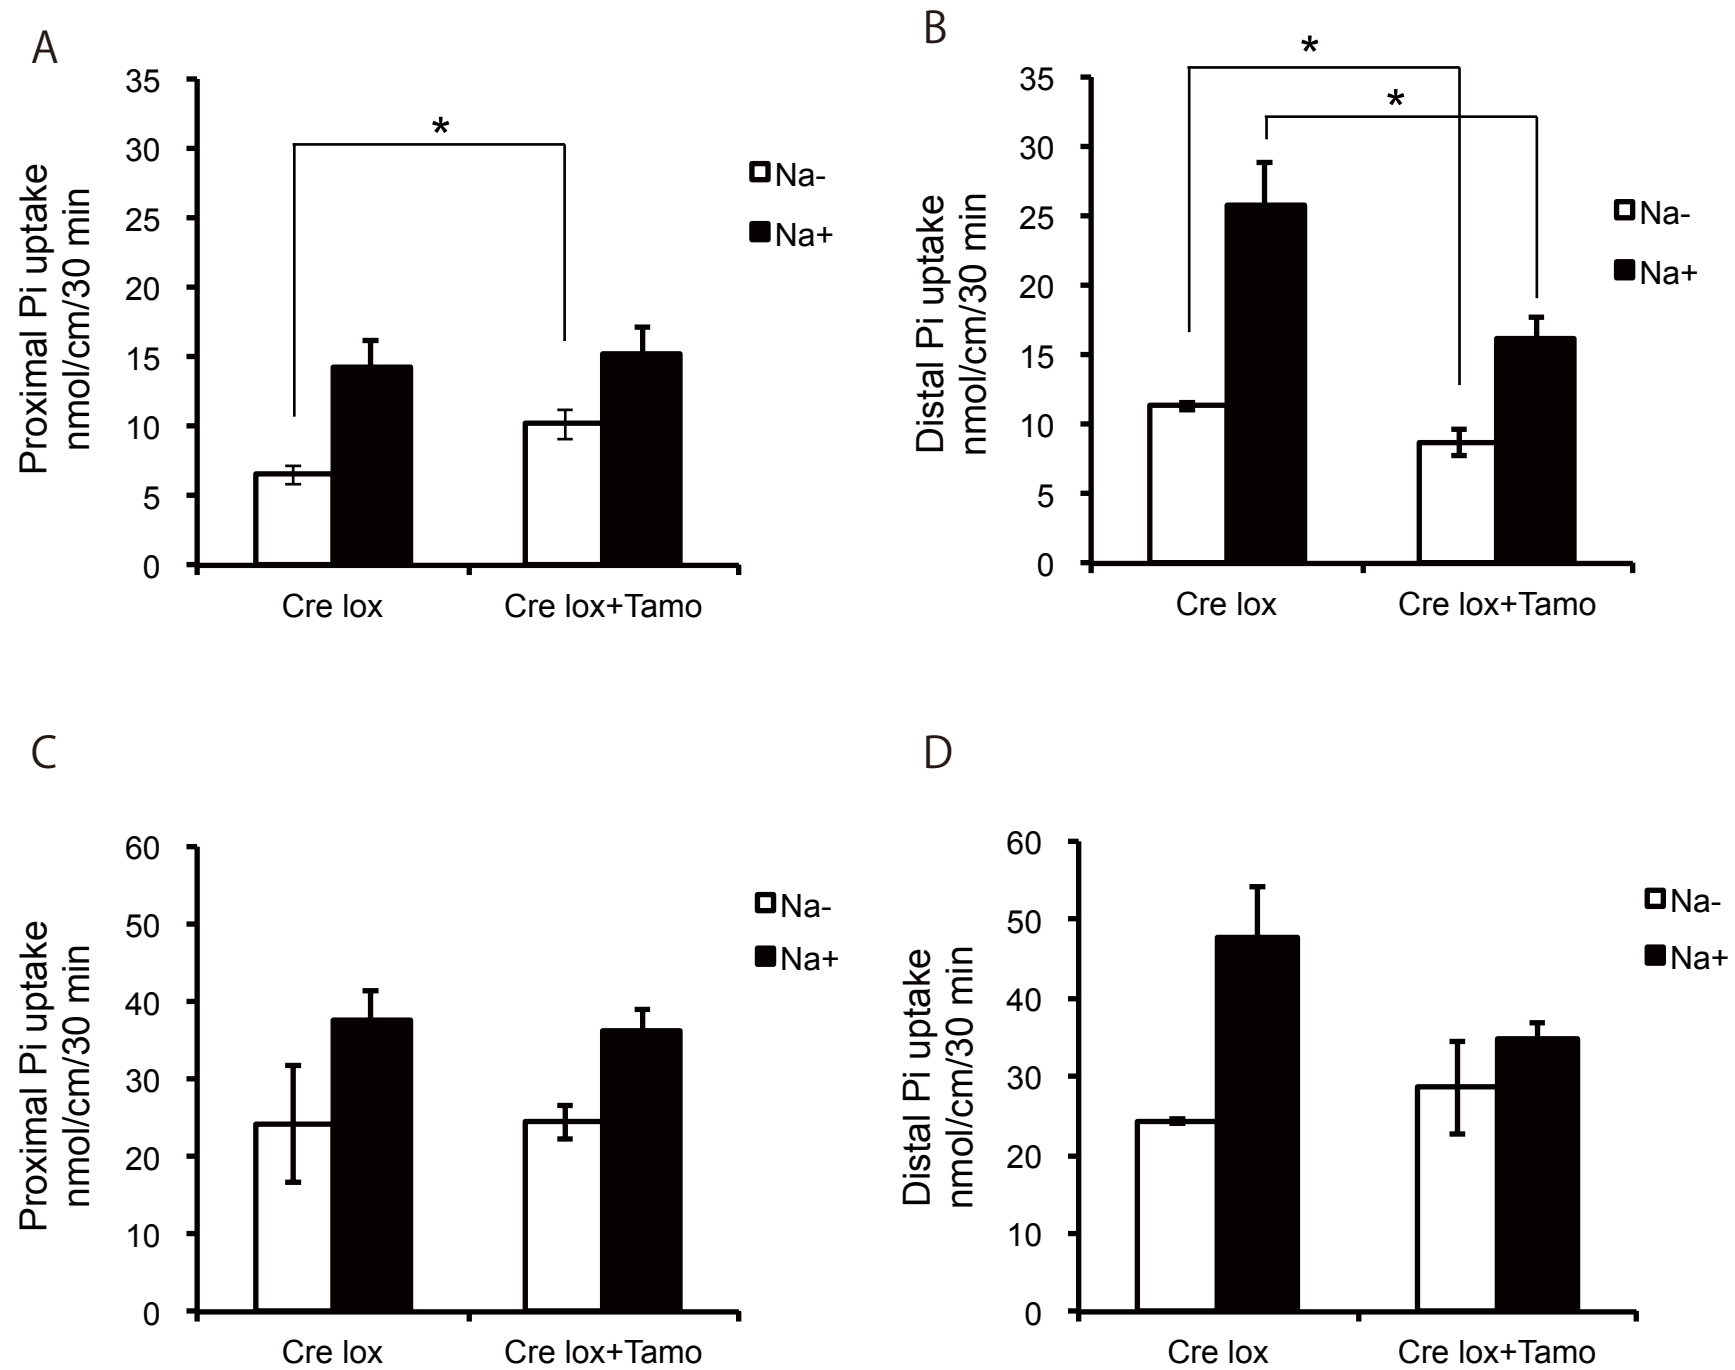 A
Proximal Pi uptake
nmol/cm/30 min
35
30
25
20
15
10
5
0
*
Na-
Na+
Cre lox
Cre lox+Tamo
B
Distal Pi uptake
nmol/cm/30 min
35
30
25
20
15
10
5
0
*
*
Na-
Na+
Cre lox
Cre lox+Tamo
C
Proximal Pi uptake
nmol/cm/30 min
60
50
40
30
20
10
0
Na-
Na+
Cre lox
Cre lox+Tamo
D
Distal Pi uptake
nmol/cm/30 min
60
50
40
30
20
10
0
Na-
Na+
Cre lox
Cre lox+Tamo